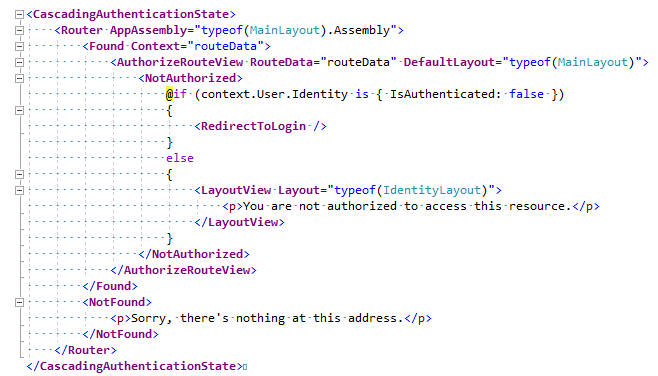 <CascadingAuthenticationState>
    <Router AppAssembly="typeof(MainLayout).Assembly">
        <Found Context="routeData">
            <AuthorizeRouteView RouteData="routeData" DefaultLayout="typeof(MainLayout)">
                <NotAuthorized>
                    @if (context.User.Identity is { IsAuthenticated: false })
                    {
                        <RedirectToLogin />
                    }
                    else
                    {
                        <LayoutView Layout="typeof(IdentityLayout)">
                            <p>You are not authorized to access this resource.</p>
                        </LayoutView>
                    }
                </NotAuthorized>
            </AuthorizeRouteView>
        </Found>
        <NotFound>
            <p>Sorry, there's nothing at this address.</p>
        </NotFound>
    </Router>
</CascadingAuthenticationState>